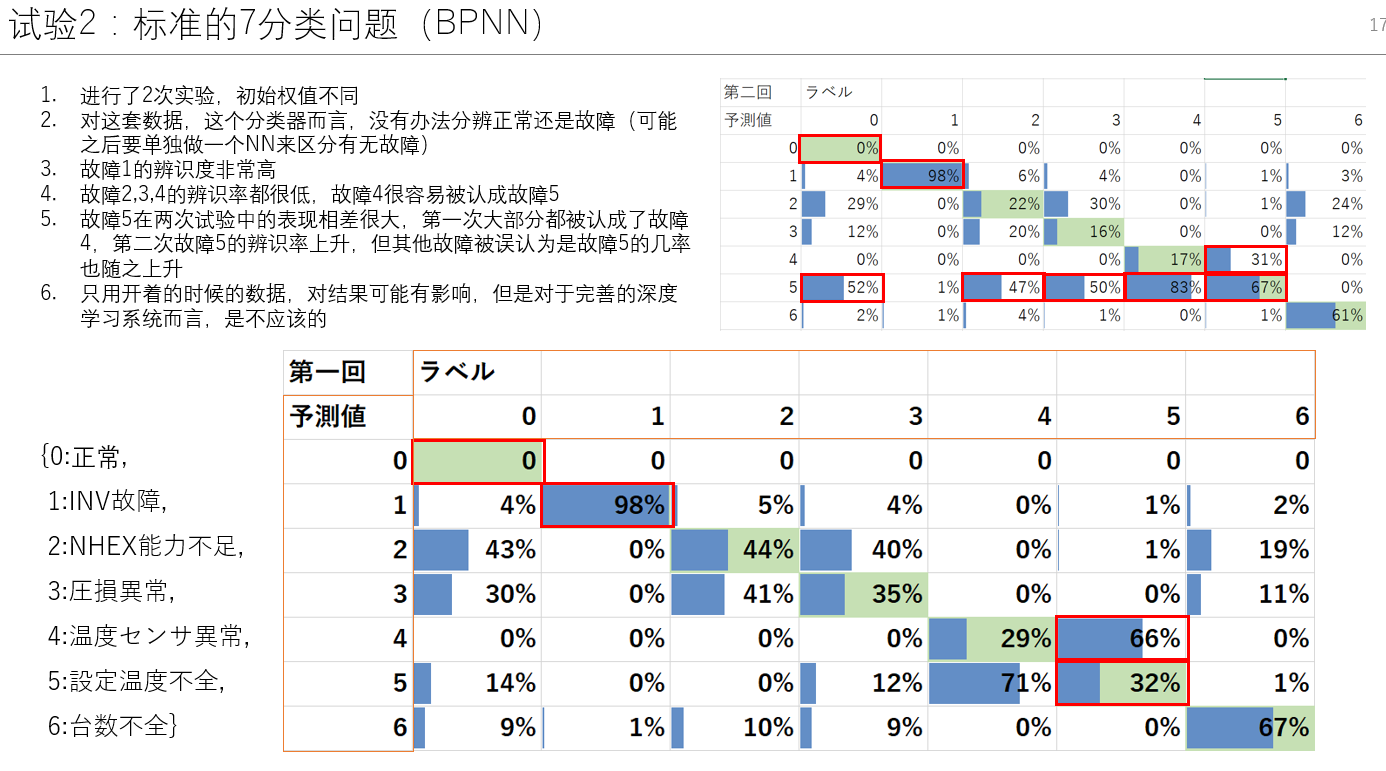 试验2：标准的7分类问题（BPNN）
17
1. 进行了2次实验，初始权值不同
2. 对这套数据，这个分类器而言，没有办法分辨正常还是故障（可能
之后要单独做一个NN来区分有无故障）
3. 故障1的辨识度非常高
4. 故障2,3,4的辨识率都很低，故障4很容易被认成故障5
5. 故障5在两次试验中的表现相差很大，第一次大部分都被认成了故障
4，第二次故障5的辨识率上升，但其他故障被误认为是故障5的几率
也随之上升
6. 只用开着的时候的数据，对结果可能有影响，但是对于完善的深度
学习系统而言，是不应该的
第二回 ラベル
予測値 0 1 2 3 4 5 6
0 0% 0% 0% 0% 0% 0% 0%
1 4% 98% 6% 4% 0% 1% 3%
2 29% 0% 22% 30% 0% 1% 24%
3 12% 0% 20% 16% 0% 0% 12%
4 0% 0% 0% 0% 17% 31% 0%
5 52% 1% 47% 50% 83% 67% 0%
6 2% 1% 4% 1% 0% 1% 61%
第一回 ラベル
予測値 0 1 2 3 4 5 6
0 0 0 0 0 0 0 0
1 4% 98% 5% 4% 0% 1% 2%
2 43% 0% 44% 40% 0% 1% 19%
3 30% 0% 41% 35% 0% 0% 11%
4 0% 0% 0% 0% 29% 66% 0%
5 14% 0% 0% 12% 71% 32% 1%
6 9% 1% 10% 9% 0% 0% 67%
{0:正常,
1:INV故障,
2:NHEX能力不足,
3:圧損異常,
4:温度センサ異常,
5:設定温度不全,
6:台数不全}